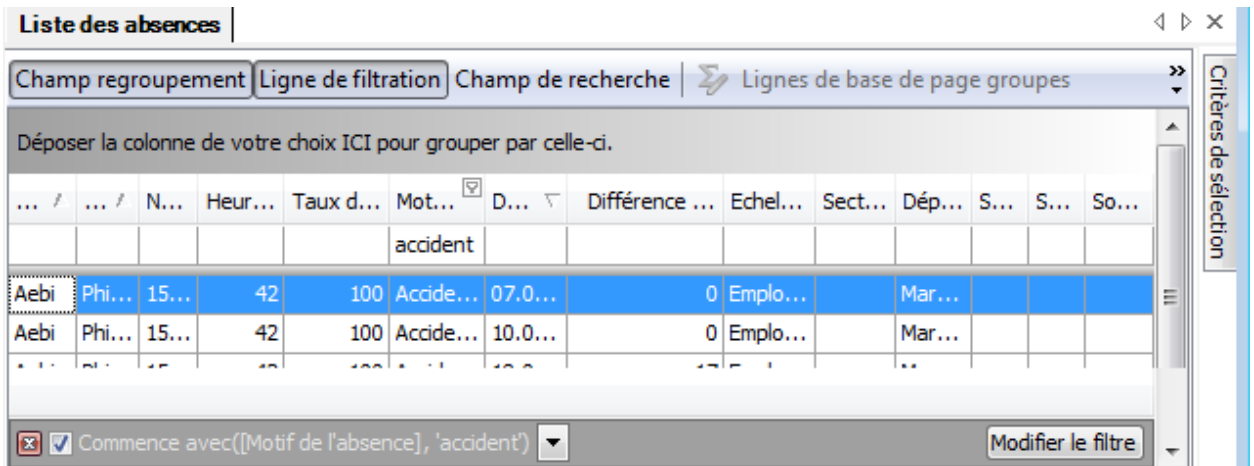 Liste des absences
Champ regroupement Ligne de filtration Champ de recherche Lignes de base de page groupes
Critères de sélection
Déposer la colonne de votre choix ICI pour grouper par celle-ci.
... ... N... Heur... Taux d... Mot... D... Différence ... Echel... Sect... Dép... S... S... So...
accident
Aebi Phi... 15... 42 100 Accide... 07.0... 0 Emplo... Mar...
Aebi Phi... 15... 42 100 Accide... 10.0... 0 Emplo... Mar...
Commence avec([Motif de l'absence], 'accident') Modifier le filtre